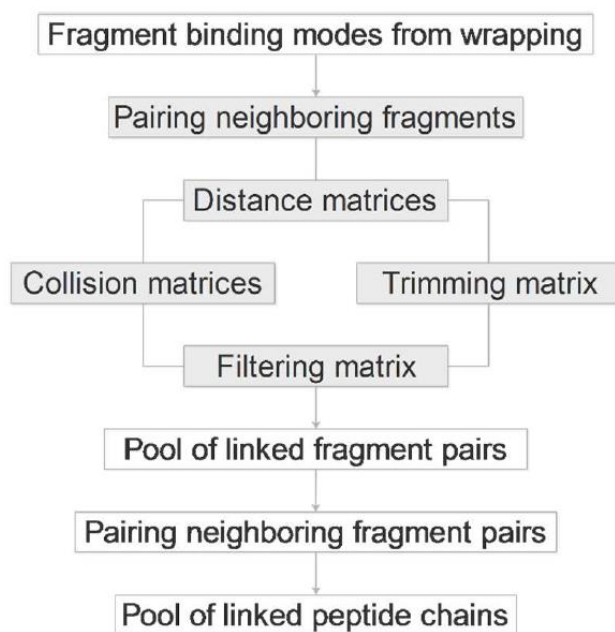 Fragment binding modes from wrapping
Pairing neighboring fragments
Distance matrices
Collision matrices
Trimming matrix
Filtering matrix
Pool of linked fragment pairs
Pairing neighboring fragment pairs
Pool of linked peptide chains